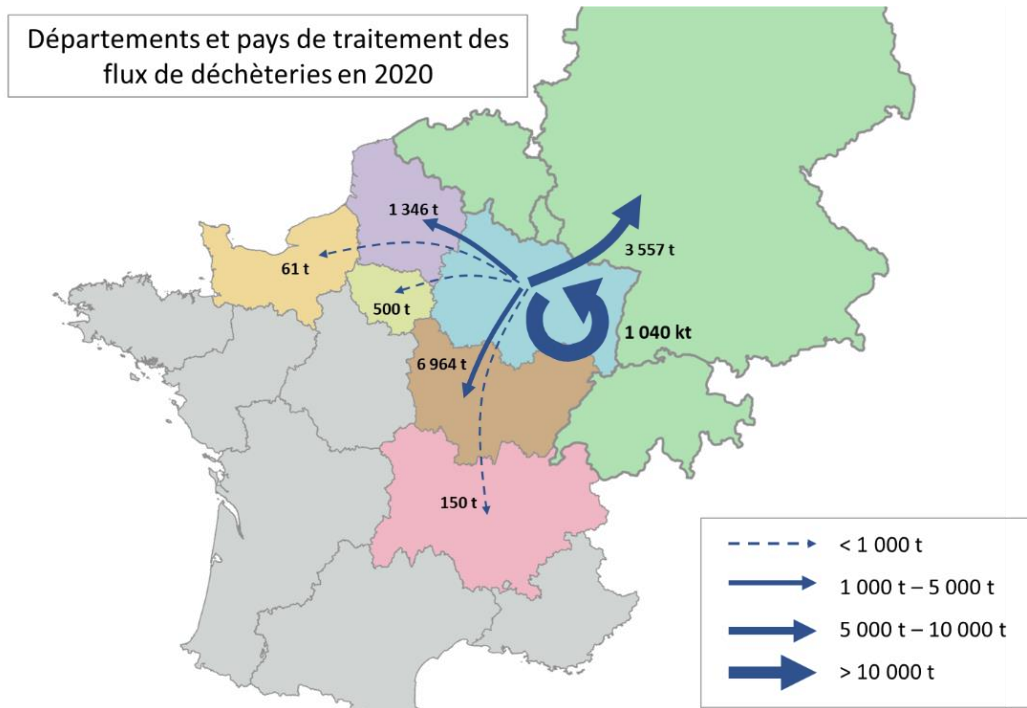 Départements et pays de traitement des
flux de déchèteries en 2020
1 346 t
3 557 t
61 t
500 t
1 040 kt
6 964 t
150 t
< 1 000 t
1 000 t – 5 000 t
5 000 t – 10 000 t
> 10 000 t